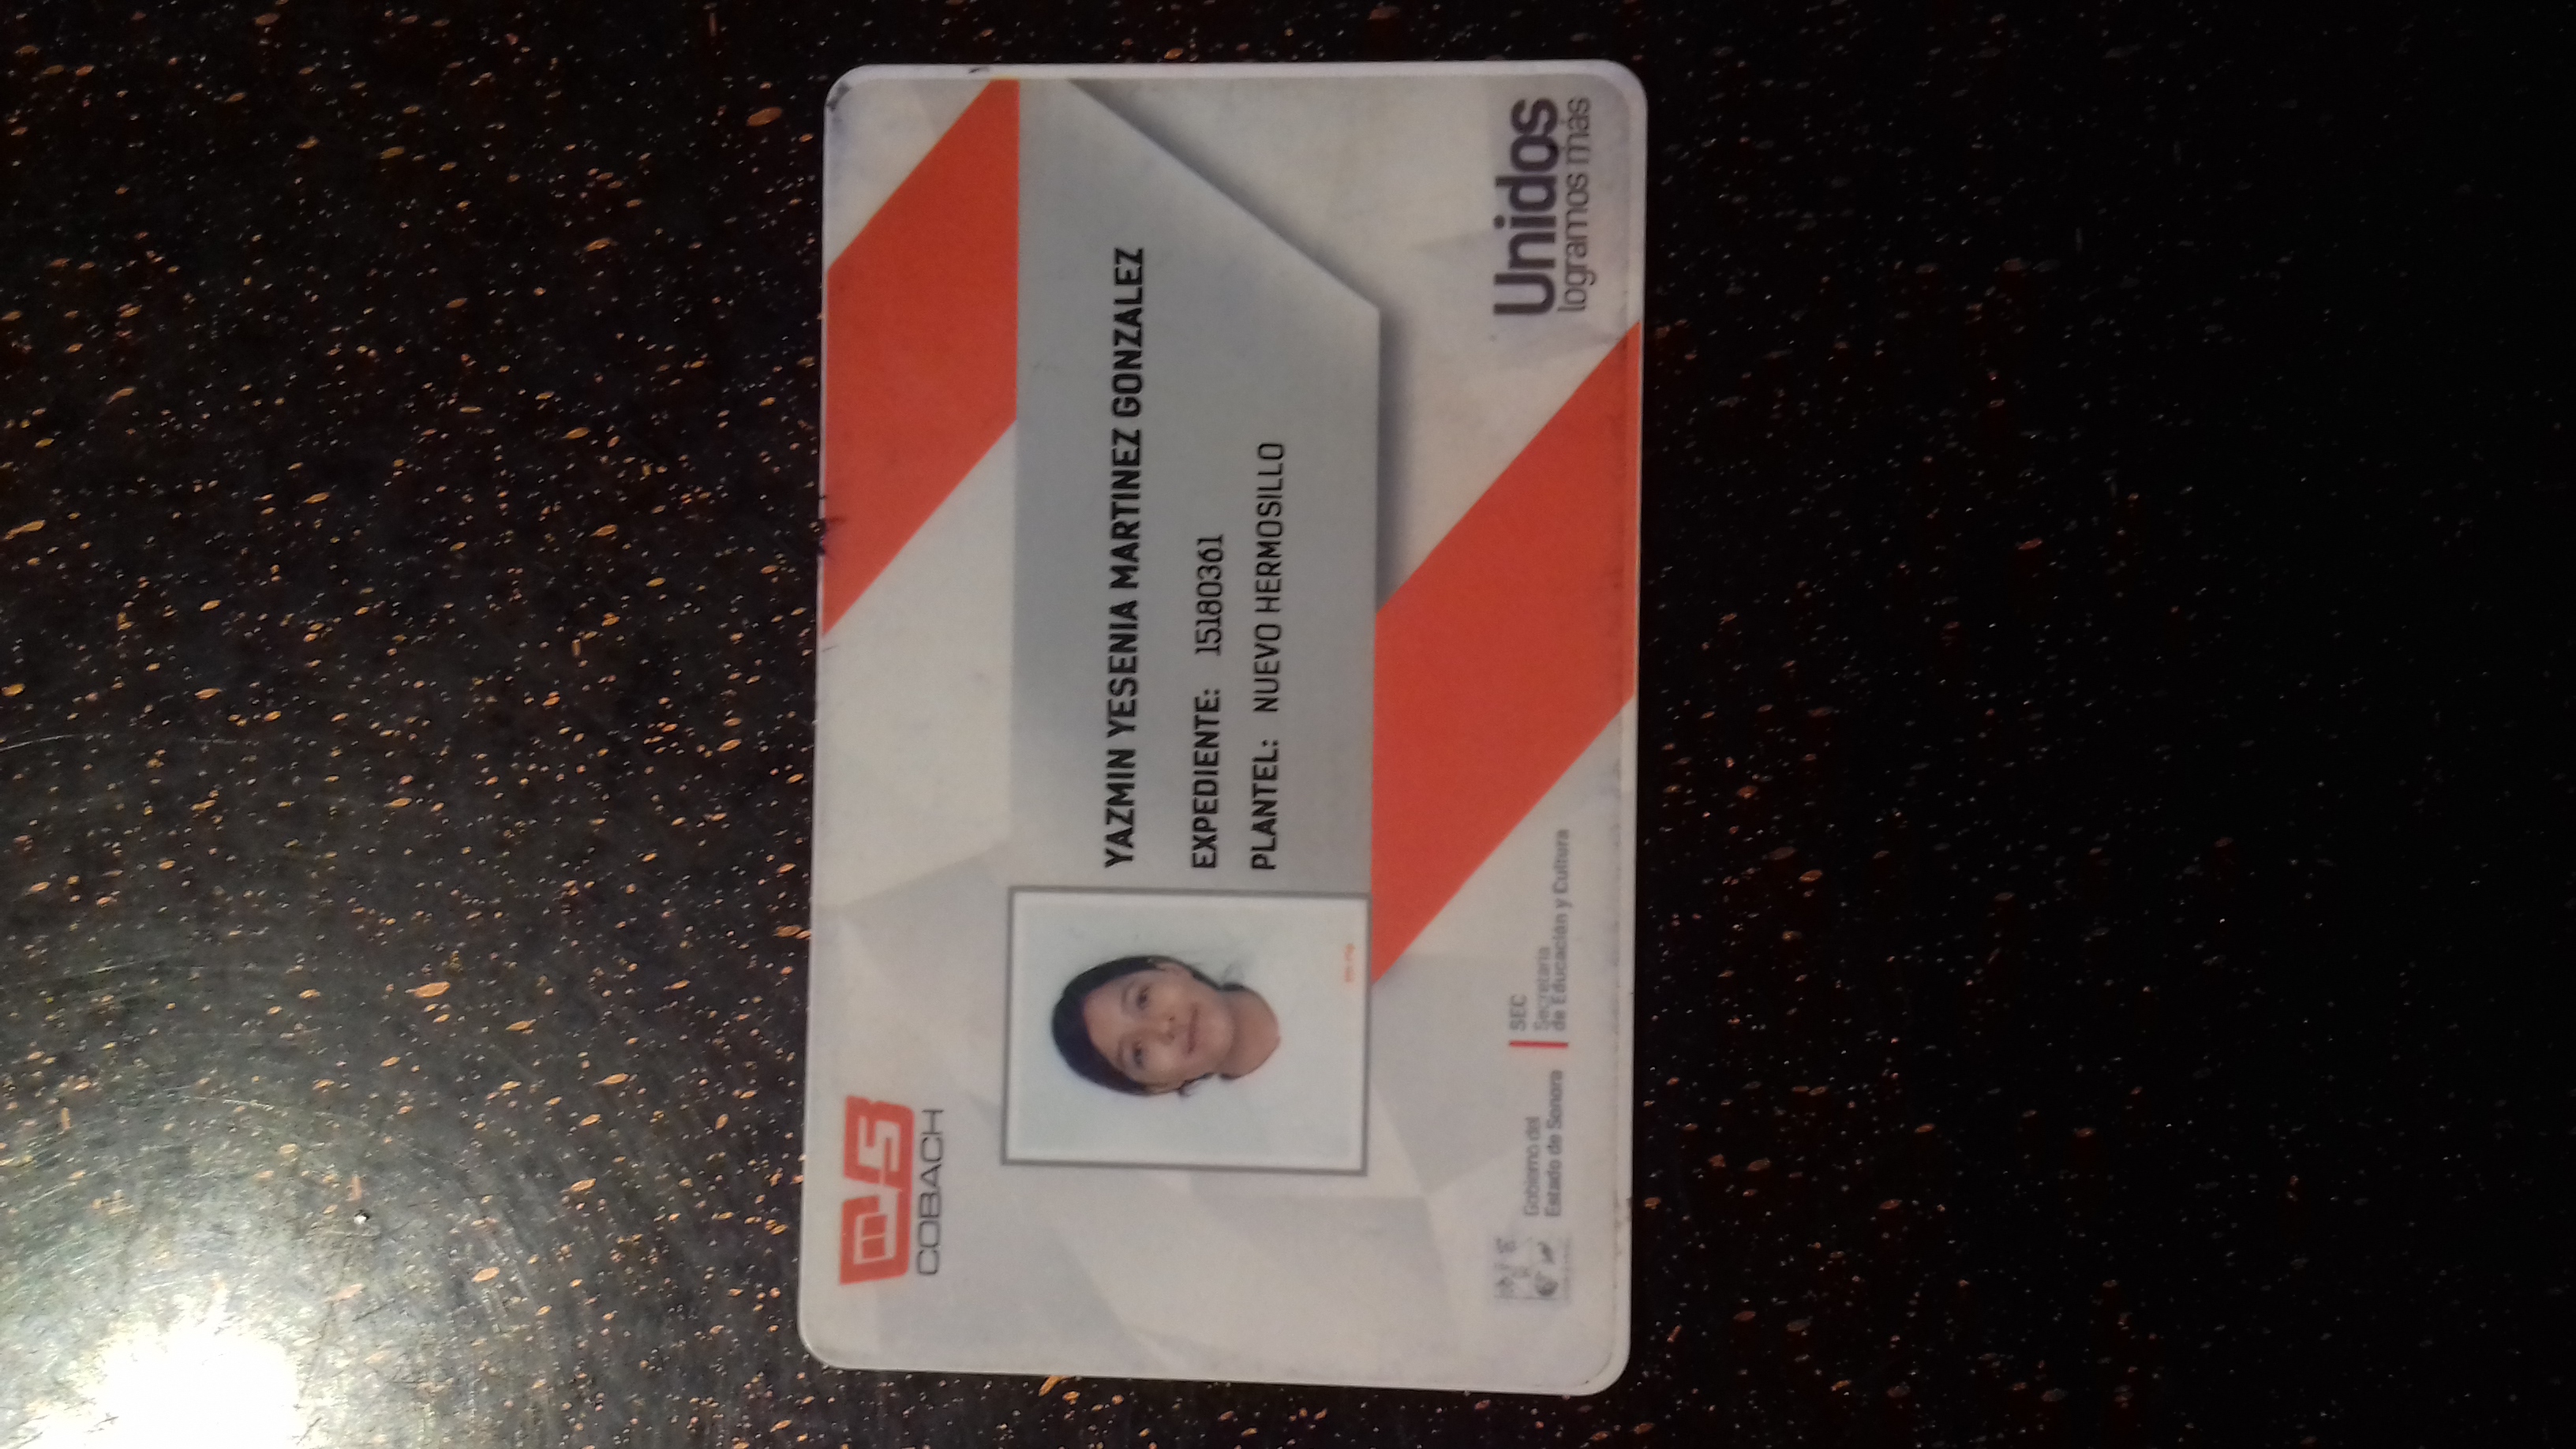 COBACH
YAZMIN YESENIA MARTINEZ GONZALEZ
EXPEDIENTE: 15180361
PLANTEL: NUEVO HERMOSILLO
Gobierno del
Estado de Sonora
SEC
Secretaria
de Educación y Cultura
Unidos
logramos más